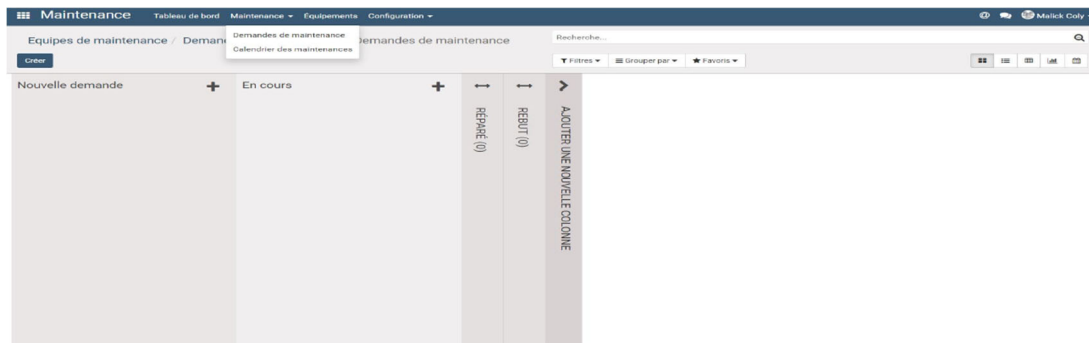 Maintenance Tableau de bord Maintenance Équipements Configuration Malick Coly
Demandes de maintenance
Calendrier des maintenances
Equipes de maintenance / Deman emandes de maintenance
Recherche...
Créer
Filtres Grouper par Favoris
Nouvelle demande
En cours
RÉPARÉ (0)
REBUT (0)
AJOUTER UNE NOUVELLE COLONNE